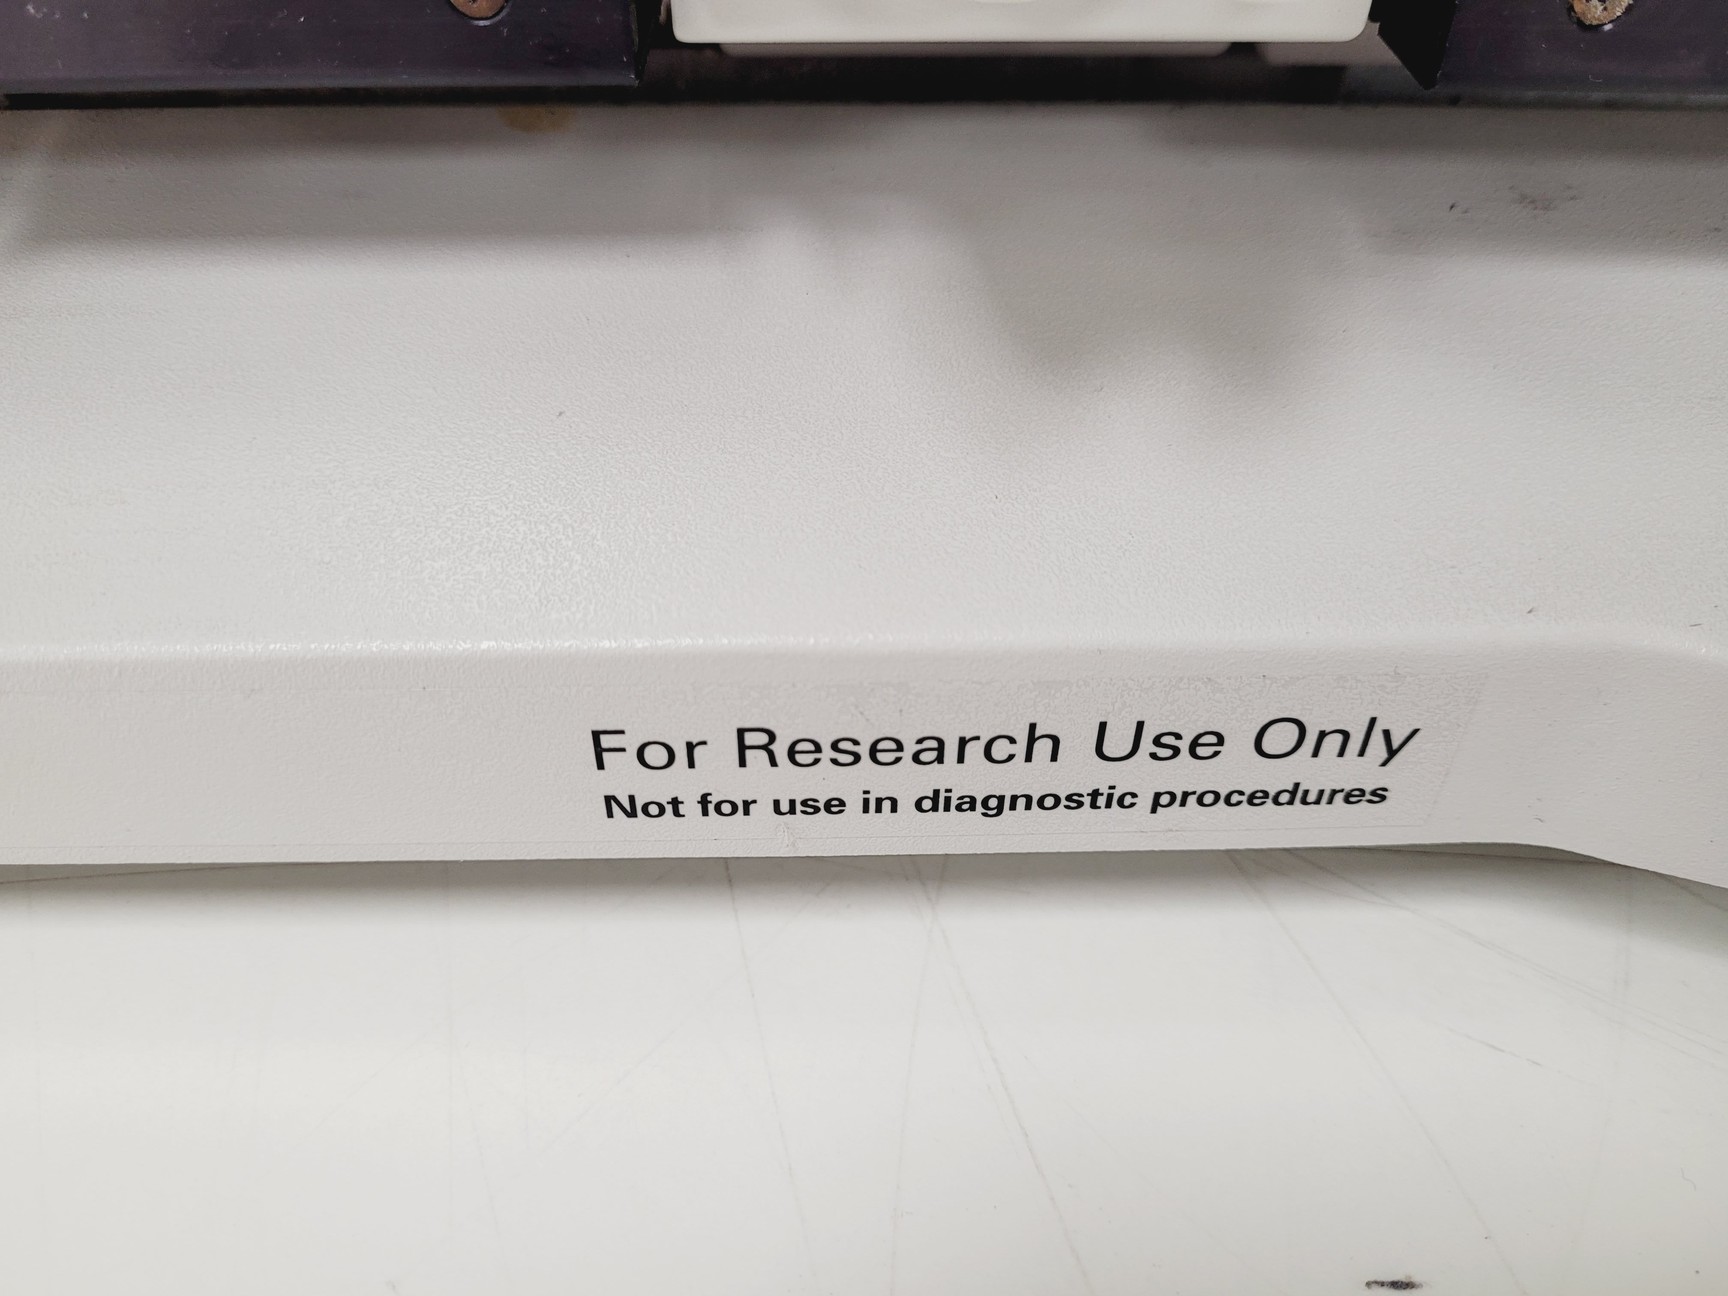 For Research Use Only
Not for use in diagnostic procedures